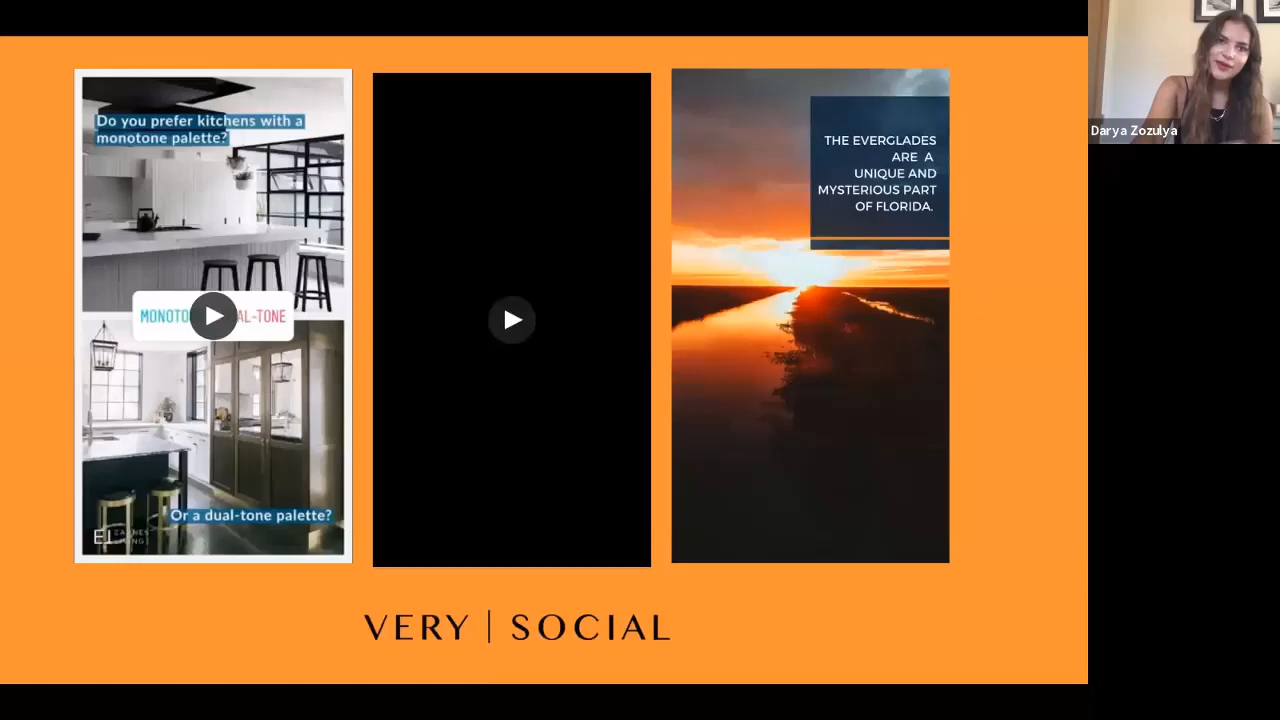 Do you prefer kitchens with a
monotone palette?
MONOTO AL-TONE
Or a dual-tone palette?
EL
THE EVERGLADES
ARE A
UNIQUE AND
MYSTERIOUS PART
OF FLORIDA.
VERY | SOCIAL
Darya Zozulya